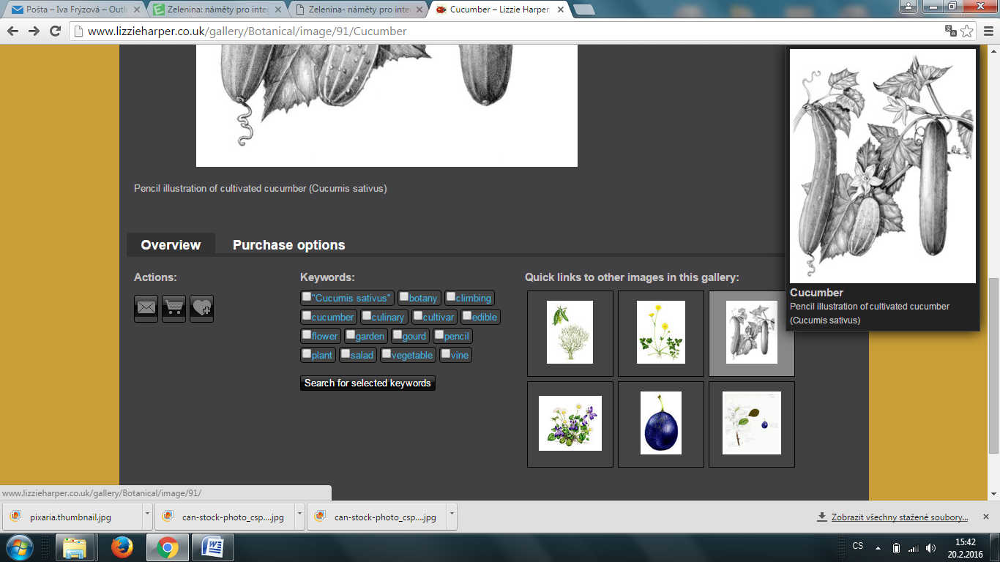 Pošta – Iva Frýzová – Outlo
Zelenina: náměty pro integ
Zelenina- náměty pro inte
Cucumber – Lizzie Harper
www.lizzieharper.co.uk/gallery/Botanical/image/91/Cucumber
Pencil illustration of cultivated cucumber (Cucumis sativus)
Overview
Purchase options
Actions:
Keywords:
"Cucumis sativus" botany climbing
cucumber culinary cultivar edible
flower garden gourd pencil
plant salad vegetable vine
Search for selected keywords
Quick links to other images in this gallery:
Cucumber
Pencil illustration of cultivated cucumber
(Cucumis sativus)
www.lizzieharper.co.uk/gallery/Botanical/image/91/
pixaria.thumbnail.jpg
can-stock-photo_csp....jpg
can-stock-photo_csp....jpg
Zobrazit všechny stažené soubory...
CS
15:42
20.2.2016